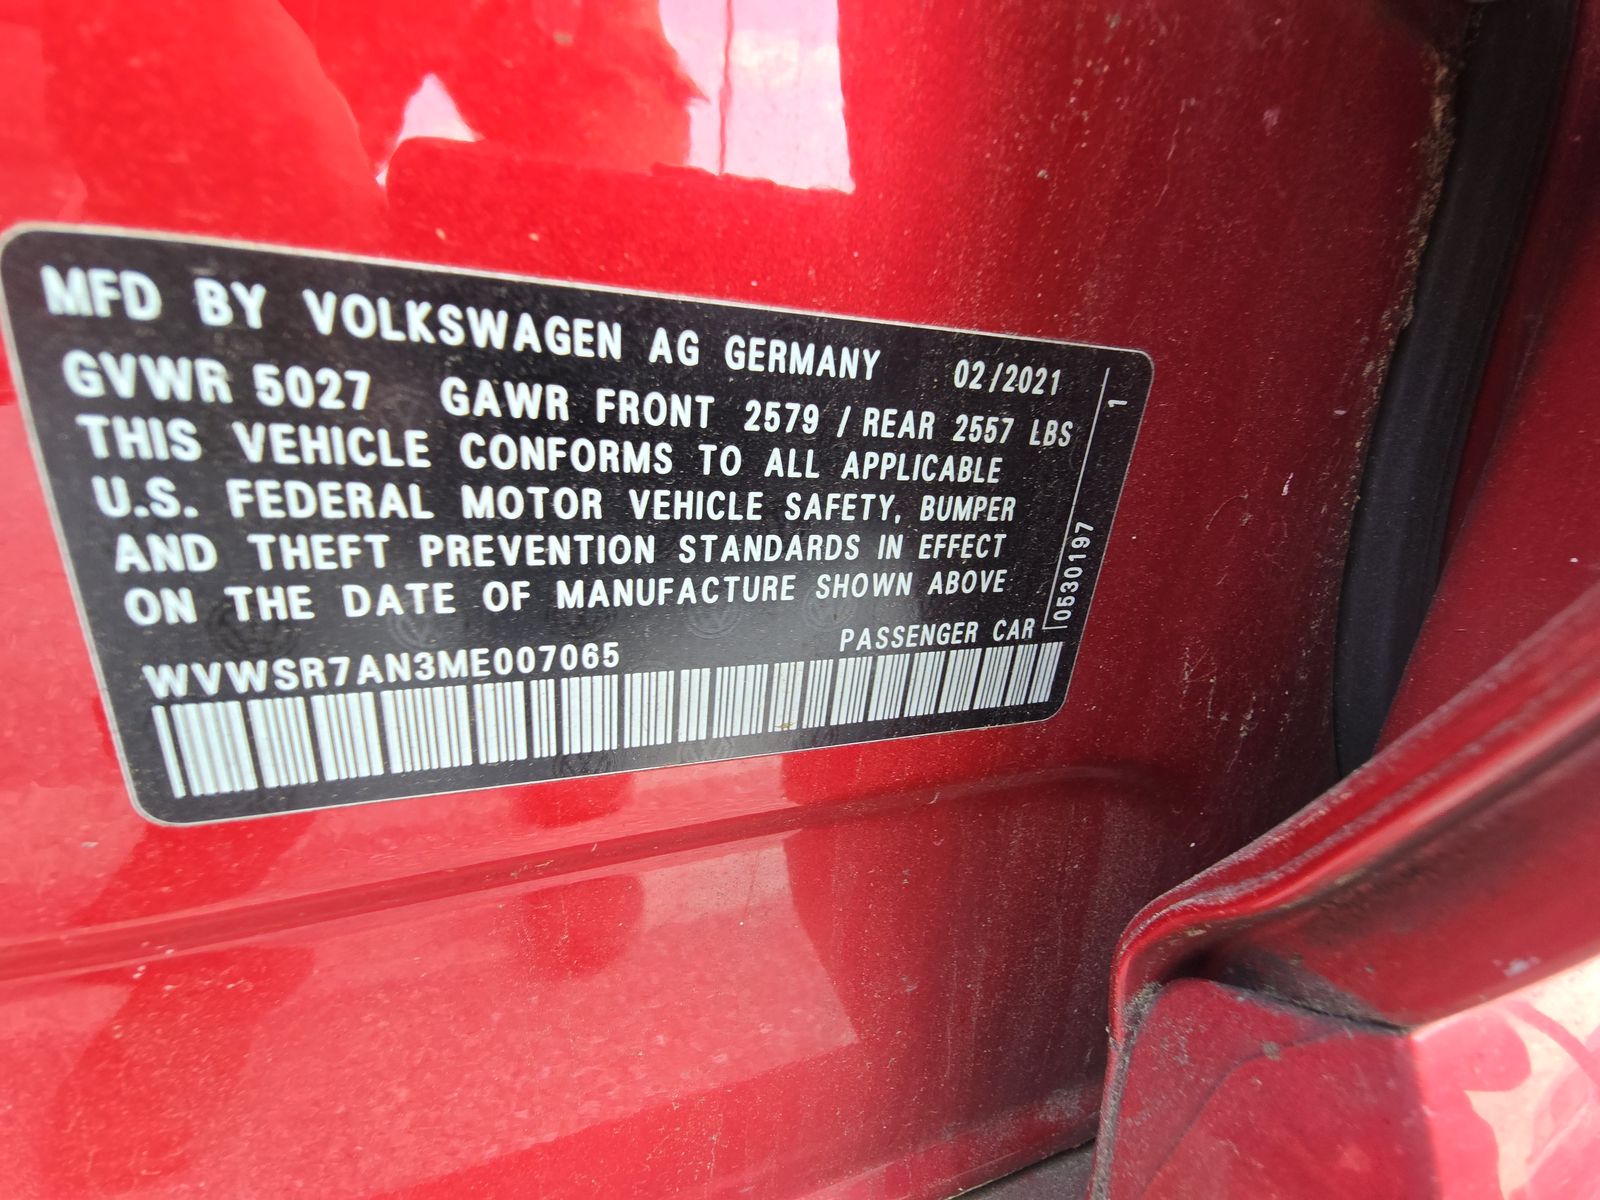 MFD BY VOLKSWAGEN AG GERMANY 02/2021
GVWR 5027 GAWR FRONT 2579 / REAR 2557 LBS
THIS VEHICLE CONFORMS TO ALL APPLICABLE
U.S. FEDERAL MOTOR VEHICLE SAFETY, BUMPER
AND THEFT PREVENTION STANDARDS IN EFFECT
ON THE DATE OF MANUFACTURE SHOWN ABOVE
WVWSR7AN3ME007065 PASSENGER CAR
0530197 1